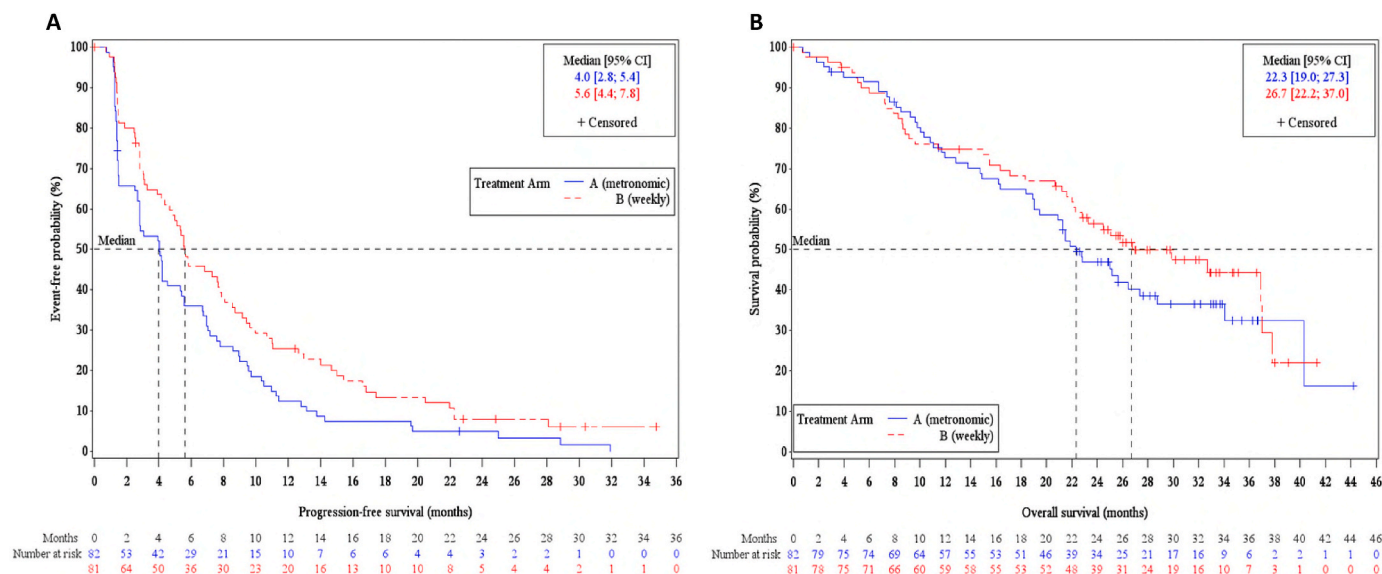 A
Event-free probability (%)
100
90
80
70
60
50
40
30
20
10
0
Median [95% CI]
4.0 [2.8; 5.4]
5.6 [4.4; 7.8]
+ Censored
Treatment Arm
A (metronomic)
B (weekly)
Median
0 2 4 6 8 10 12 14 16 18 20 22 24 26 28 30 32 34 36
Progression-free survival (months)
Months 0 2 4 6 8 10 12 14 16 18 20 22 24 26 28 30 32 34 36
Number at risk 82 53 42 29 21 15 10 7 6 6 4 4 3 2 2 1 0 0 0
81 64 50 36 30 23 20 16 13 10 10 8 5 4 4 2 1 1 0
B
Survival probability (%)
100
90
80
70
60
50
40
30
20
10
0
Median [95% CI]
22.3 [19.0; 27.3]
26.7 [22.2; 37.0]
+ Censored
Median
Treatment Arm
A (metronomic)
B (weekly)
0 2 4 6 8 10 12 14 16 18 20 22 24 26 28 30 32 34 36 38 40 42 44 46
Overall survival (months)
Months 0 2 4 6 8 10 12 14 16 18 20 22 24 26 28 30 32 34 36 38 40 42 44 46
Number at risk 82 79 75 74 69 64 57 55 53 51 46 39 34 25 21 17 16 9 6 2 2 1 1 0
81 78 75 71 66 60 59 58 55 53 52 48 39 31 24 19 16 10 7 3 1 0 0 0